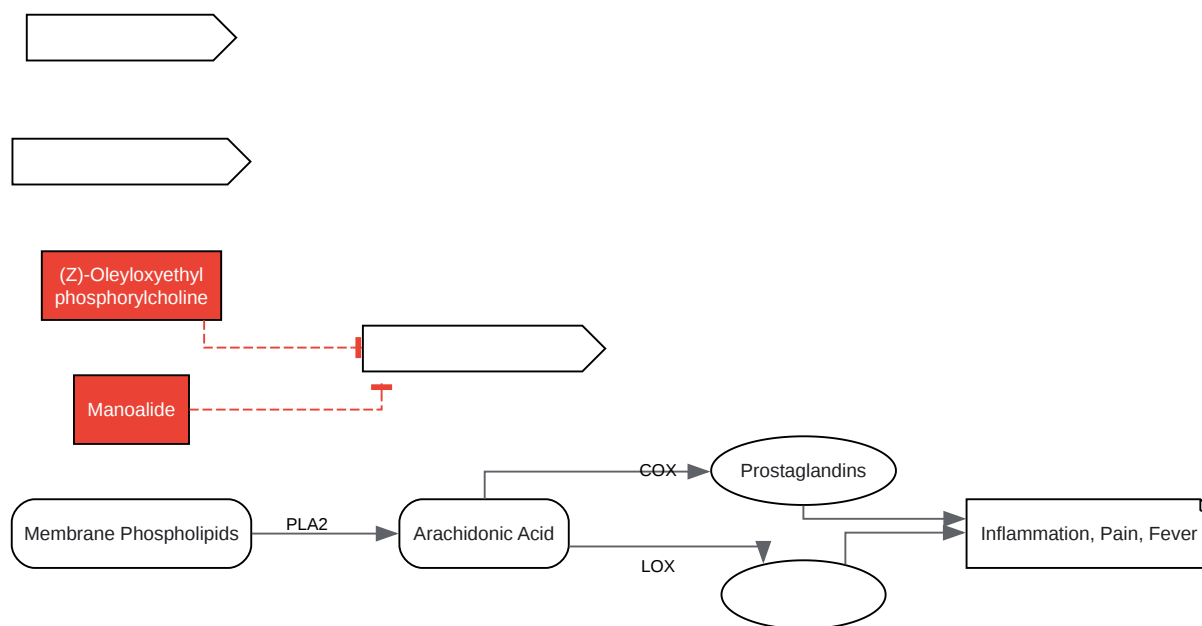 (Z)-Oleyloxyethyl
phosphorylcholine
Manoalide
COX
Prostaglandins
Membrane Phospholipids
PLA2
Arachidonic Acid
Inflammation, Pain, Fever
LOX